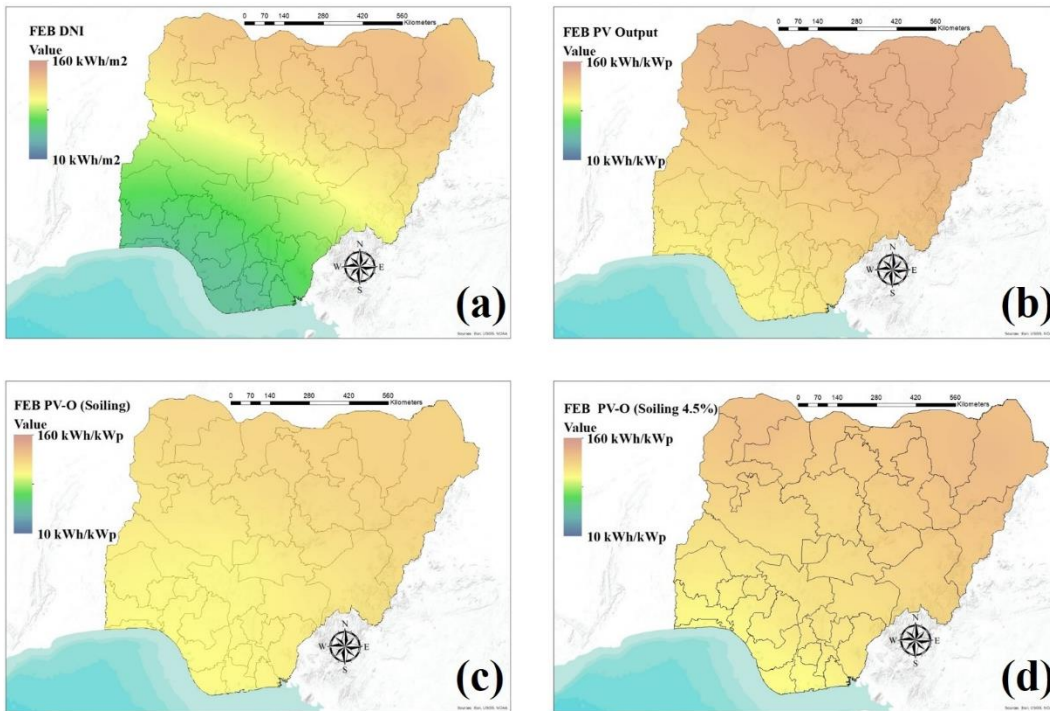 0 70 140 280 420 560
Kilometers
FEB DNI
Value
160 kWh/m2
10 kWh/m2
N
W E
S
(a)
0 70 140 280 420 560
Kilometers
FEB PV Output
Value
160 kWh/kWp
10 kWh/kWp
N
W E
S
(b)
0 70 140 280 420 560
Kilometers
FEB PV-O (Soiling)
Value
160 kWh/kWp
10 kWh/kWp
N
W E
S
(c)
0 70 140 280 420 560
Kilometers
FEB PV-O (Soiling 4.5%)
Value
160 kWh/kWp
10 kWh/kWp
N
W E
S
(d)